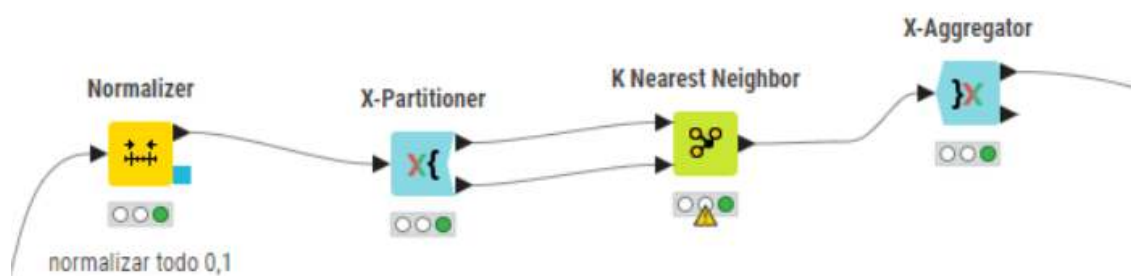 X-Aggregator
K Nearest Neighbor
Normalizer
X-Partitioner
}X
X{
normalizar todo 0,1